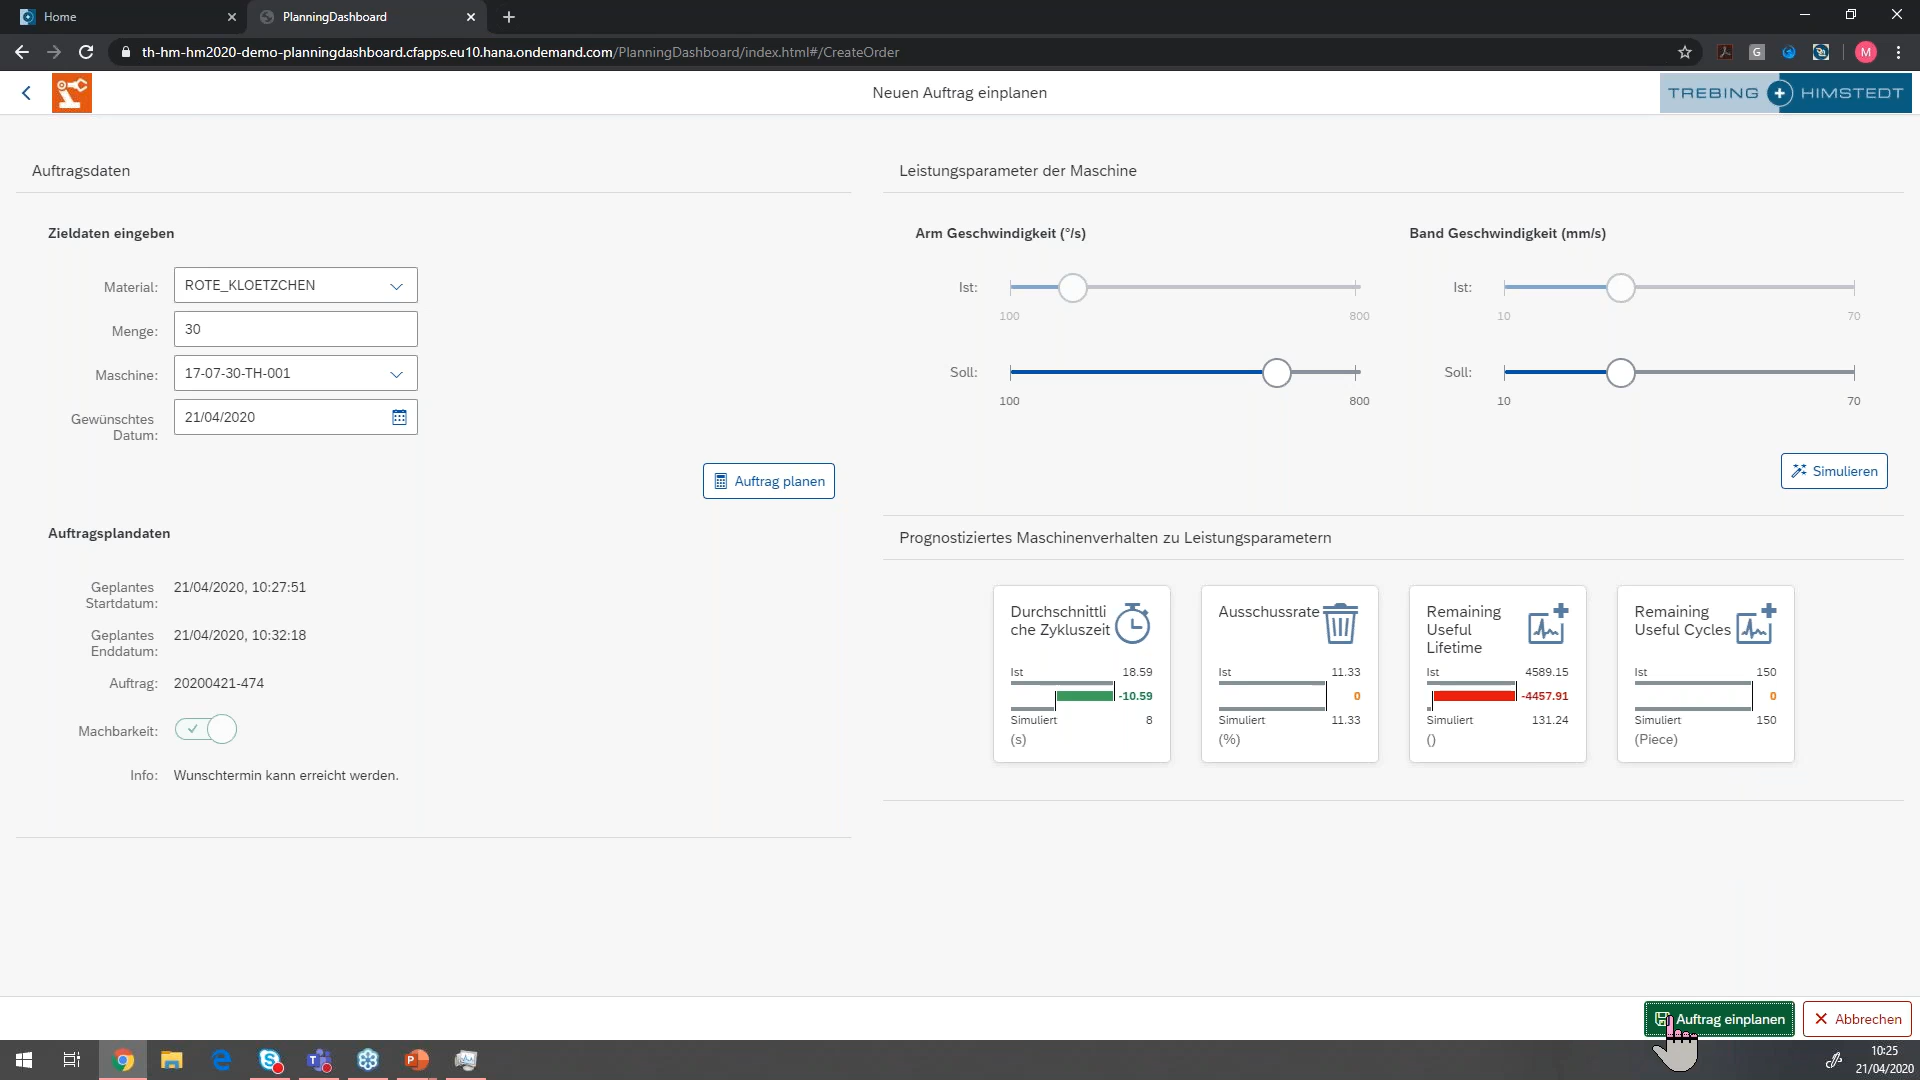 Home
PlanningDashboard
th-hm-hm2020-demo-planningdashboard.cfapps.eu10.hana.ondemand.com/PlanningDashboard/index.html#/CreateOrder
G
M
Neuen Auftrag einplanen
TREBING + HIMSTEDT
Auftragsdaten
Zieldaten eingeben
Material: ROTE_KLOETZCHEN
Menge: 30
Maschine: 17-07-30-TH-001
Gewünschtes
Datum:
21/04/2020
Auftrag planen
Auftragsplandaten
Geplantes
Startdatum:
21/04/2020, 10:27:51
Geplantes
Enddatum:
21/04/2020, 10:32:18
Auftrag: 20200421-474
Machbarkeit:
Info: Wunschtermin kann erreicht werden.
Leistungsparameter der Maschine
Arm Geschwindigkeit (°/s)
Ist:
100 800
Soll:
100 800
Band Geschwindigkeit (mm/s)
Ist:
10 70
Soll:
10 70
Simulieren
Prognostiziertes Maschinenverhalten zu Leistungsparametern
Durchschnittli
che Zykluszeit
Ist 18.59
-10.59
Simuliert 8
(s)
Ausschussrate
Ist 11.33
0
Simuliert 11.33
(%)
Remaining
Useful
Lifetime
Ist 4589.15
-4457.91
Simuliert 131.24
()
Remaining
Useful Cycles
Ist 150
0
Simuliert 150
(Piece)
Auftrag einplanen
Abbrechen
10:25
21/04/2020